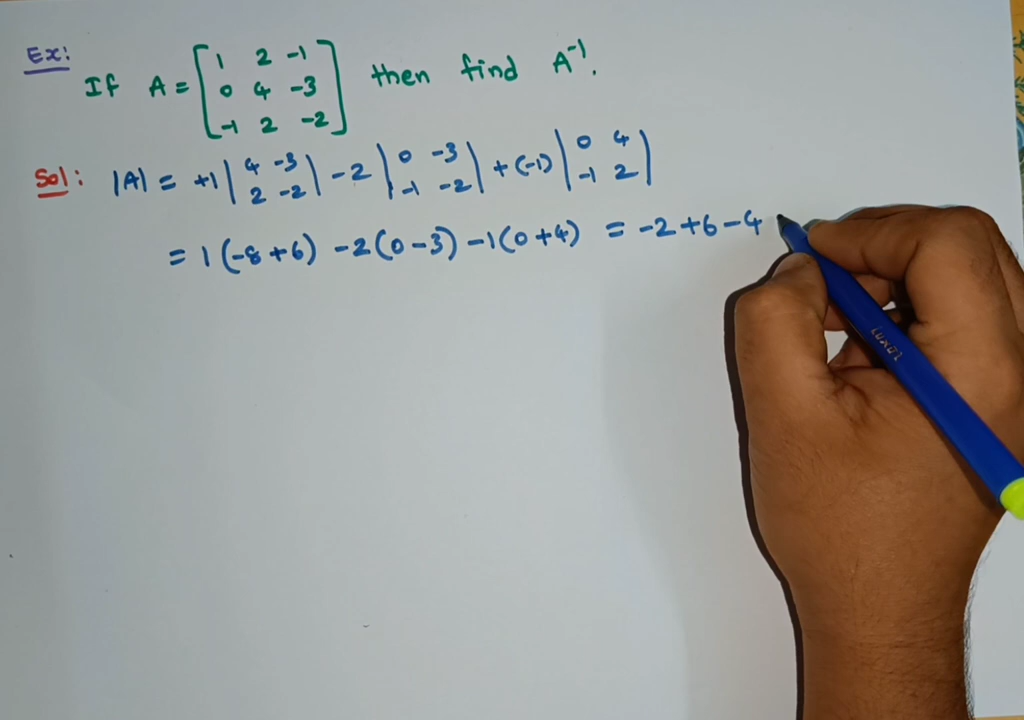 Ex:
If A = [ 1 2 -1
0 4 -3
-1 2 -2 ] then find A⁻¹.
Sol: |A| = +1 | 4 -3 | -2 | 0 -3 | + (-1) | 0 4 |
| 2 -2 | | -1 -2 | | -1 2 |
= 1 (-8+6) -2(0-3) -1(0+4) = -2+6-4
LUXOR